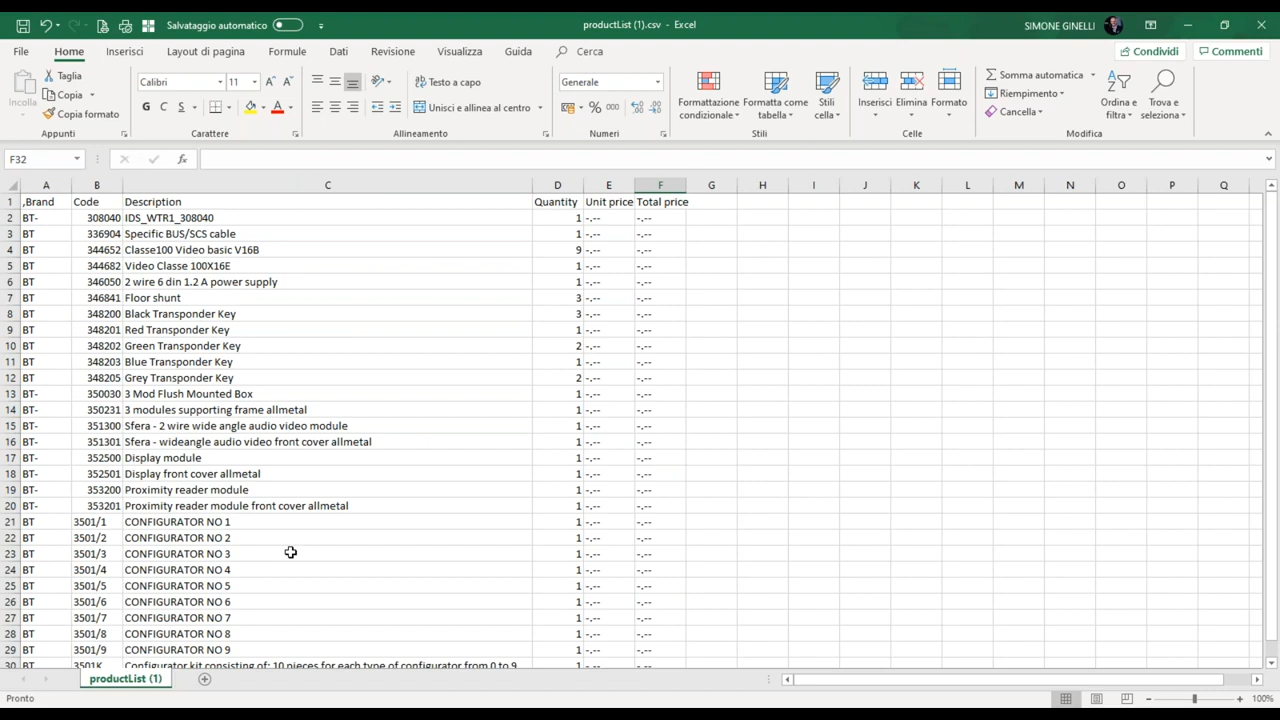 Salvataggio automatico
productList (1).csv - Excel
SIMONE GINELLI
File Home Inserisci Layout di pagina Formule Dati Revisione Visualizza Guida Cerca
Condividi Commenti
Incolla
Taglia
Copia
Copia formato
Appunti
Calibri 11
G C S
Carattere
Testo a capo
Unisci e allinea al centro
Allineamento
Generale
% 000
Numeri
Formattazione condizionale
Formatta come tabella
Stili cella
Stili
Inserisci Elimina Formato
Celle
Somma automatica
Riempimento
Cancella
Ordina e filtra
Trova e seleziona
Modifica
F32 fx
A B C D E F G H I J K L M N O P Q
1 ,Brand Code Description Quantity Unit price Total price
2 BT- 308040 IDS_WTR1_308040 1 -.-- -.--
3 BT 336904 Specific BUS/SCS cable 1 -.-- -.--
4 BT 344652 Classe100 Video basic V16B 9 -.-- -.--
5 BT 344682 Video Classe 100X16E 1 -.-- -.--
6 BT 346050 2 wire 6 din 1.2 A power supply 1 -.-- -.--
7 BT 346841 Floor shunt 3 -.-- -.--
8 BT 348200 Black Transponder Key 3 -.-- -.--
9 BT 348201 Red Transponder Key 1 -.-- -.--
10 BT 348202 Green Transponder Key 2 -.-- -.--
11 BT 348203 Blue Transponder Key 1 -.-- -.--
12 BT 348205 Grey Transponder Key 2 -.-- -.--
13 BT- 350030 3 Mod Flush Mounted Box 1 -.-- -.--
14 BT- 350231 3 modules supporting frame allmetal 1 -.-- -.--
15 BT- 351300 Sfera - 2 wire wide angle audio video module 1 -.-- -.--
16 BT- 351301 Sfera - wideangle audio video front cover allmetal 1 -.-- -.--
17 BT- 352500 Display module 1 -.-- -.--
18 BT- 352501 Display front cover allmetal 1 -.-- -.--
19 BT- 353200 Proximity reader module 1 -.-- -.--
20 BT- 353201 Proximity reader module front cover allmetal 1 -.-- -.--
21 BT 3501/1 CONFIGURATOR NO 1 1 -.-- -.--
22 BT 3501/2 CONFIGURATOR NO 2 1 -.-- -.--
23 BT 3501/3 CONFIGURATOR NO 3 1 -.-- -.--
24 BT 3501/4 CONFIGURATOR NO 4 1 -.-- -.--
25 BT 3501/5 CONFIGURATOR NO 5 1 -.-- -.--
26 BT 3501/6 CONFIGURATOR NO 6 1 -.-- -.--
27 BT 3501/7 CONFIGURATOR NO 7 1 -.-- -.--
28 BT 3501/8 CONFIGURATOR NO 8 1 -.-- -.--
29 BT 3501/9 CONFIGURATOR NO 9 1 -.-- -.--
30 BT 3501K Configurator kit consisting of: 10 pieces for each type of configurator from 0 to 9 1 -.-- -.--
productList (1)
Pronto
100%